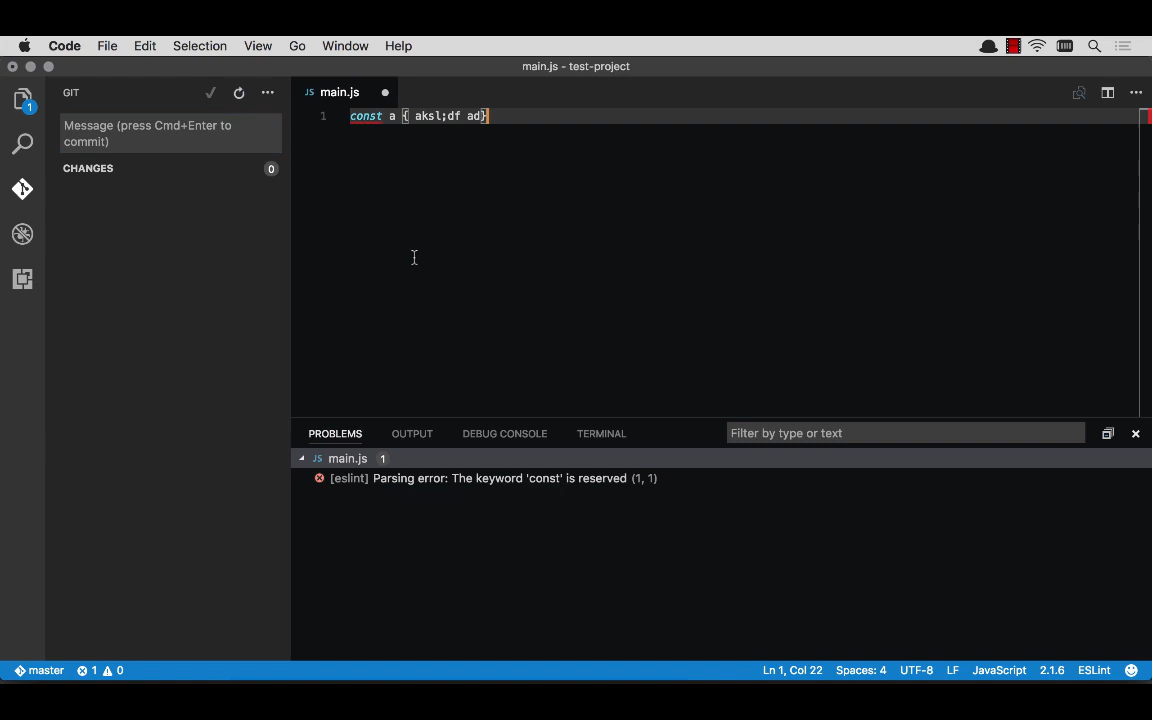 Code File Edit Selection View Go Window Help
main.js - test-project
GIT
JS main.js
1
Message (press Cmd+Enter to
commit)
CHANGES 0
1 const a { aksl;df ad}
PROBLEMS OUTPUT DEBUG CONSOLE TERMINAL Filter by type or text
JS main.js 1
[eslint] Parsing error: The keyword 'const' is reserved (1, 1)
master 1 0 Ln 1, Col 22 Spaces: 4 UTF-8 LF JavaScript 2.1.6 ESLint